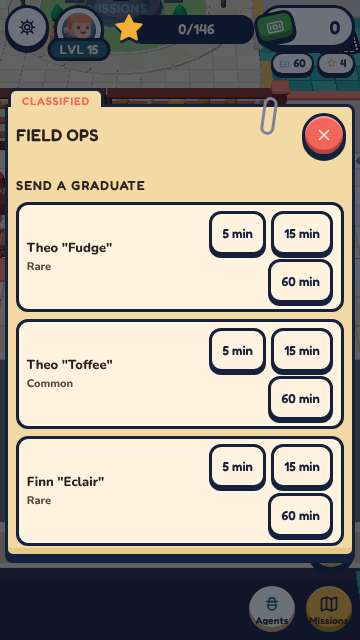 MISSIONS
LVL 15
0/146
0
60
4
CLASSIFIED
FIELD OPS
SEND A GRADUATE
Theo "Fudge"
Rare
5 min
15 min
60 min
Theo "Toffee"
Common
5 min
15 min
60 min
Finn "Eclair"
Rare
5 min
15 min
60 min
Agents
Missions